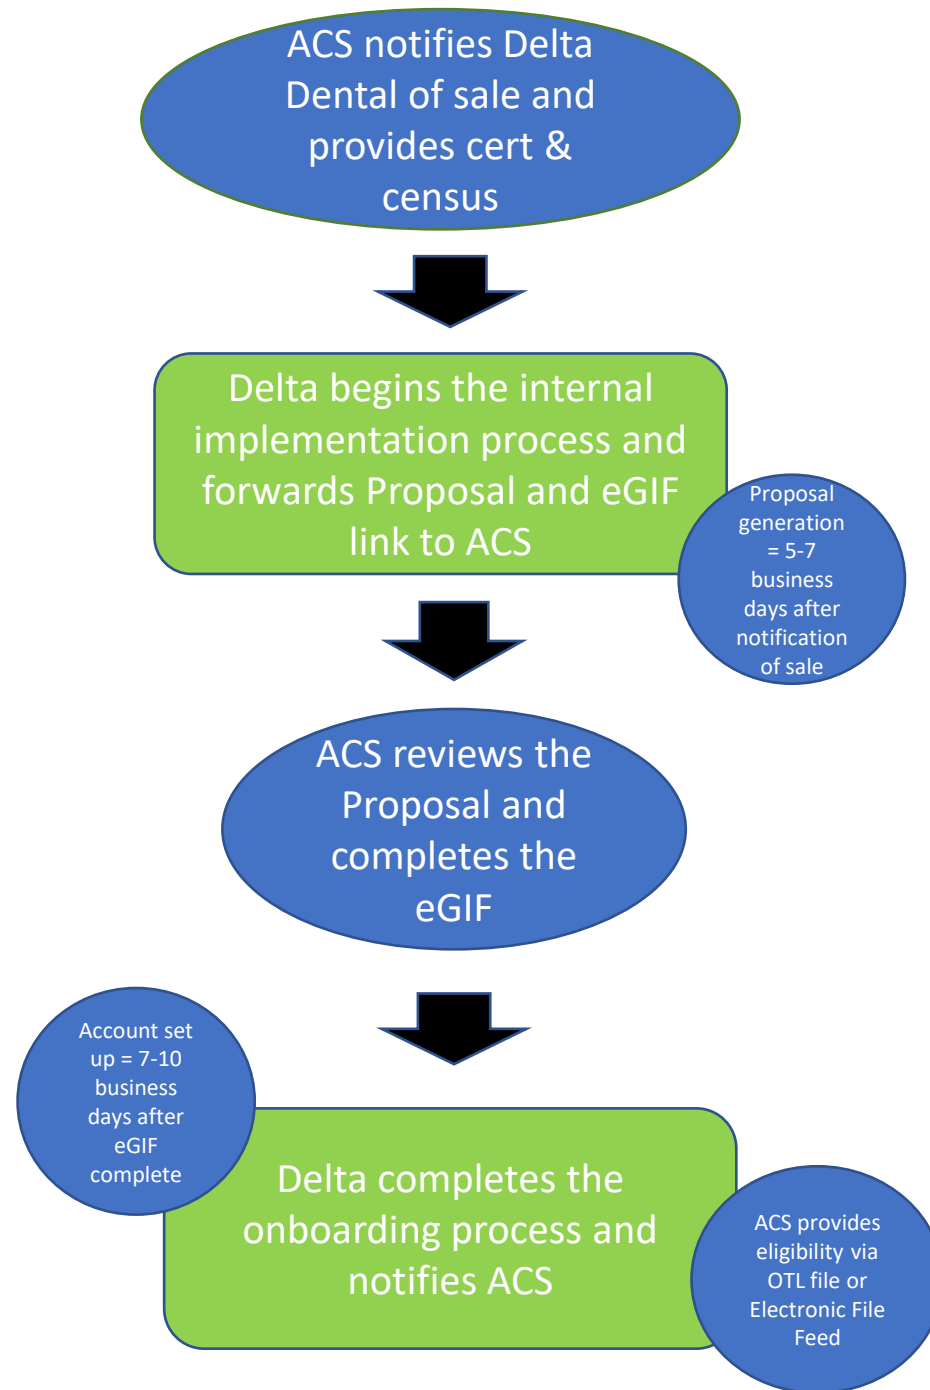 ACS notifies Delta
Dental of sale and
provides cert &
census
Delta begins the internal
implementation process and
forwards Proposal and eGIF
link to ACS
Proposal
generation
= 5-7
business
days after
notification
of sale
ACS reviews the
Proposal and
completes the
eGIF
Account set
up = 7-10
business
days after
eGIF
complete
Delta completes the
onboarding process and
notifies ACS
ACS provides
eligibility via
OTL file or
Electronic File
Feed